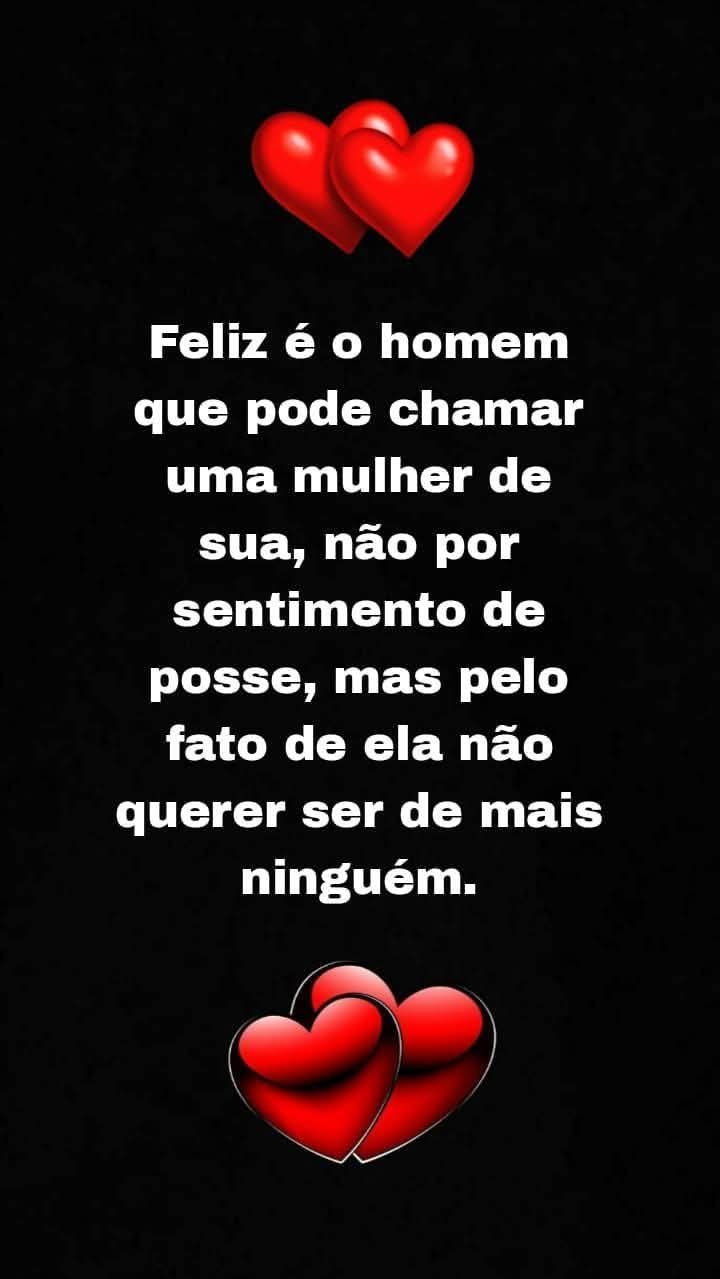 Feliz é o homem
que pode chamar
uma mulher de
sua, não por
sentimento de
posse, mas pelo
fato de ela não
querer ser de mais
ninguém.